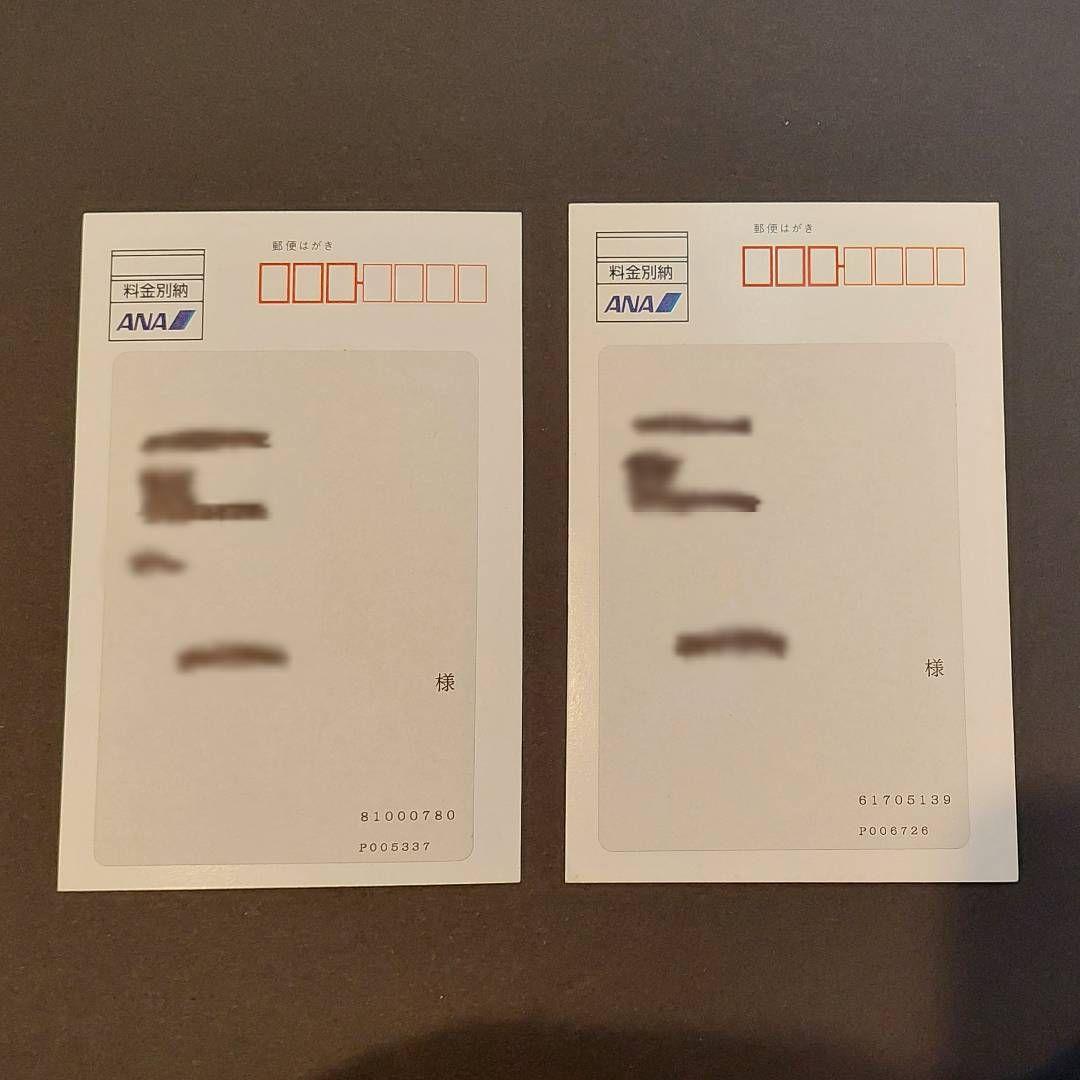 郵便はがき
料金別納
ANA
様
81000780
P005337
郵便はがき
料金別納
ANA
様
61705139
P006726